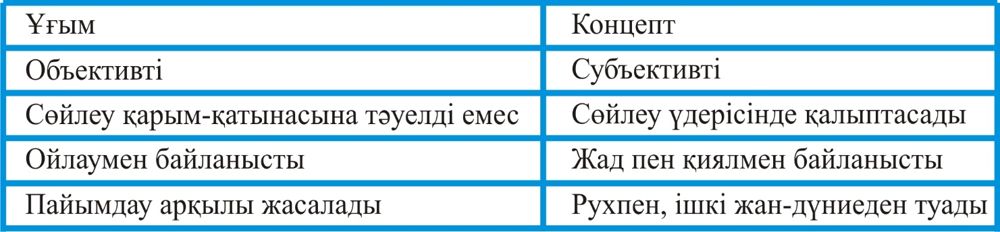 Ұғым Концепт
Объективті Субъективті
Сөйлеу қарым-қатынасына тәуелді емес Сөйлеу үдерісінде қалыптасады
Ойлаумен байланысты Жад пен қиялмен байланысты
Пайымдау арқылы жасалады Рухпен, ішкі жан-дүниеден туады